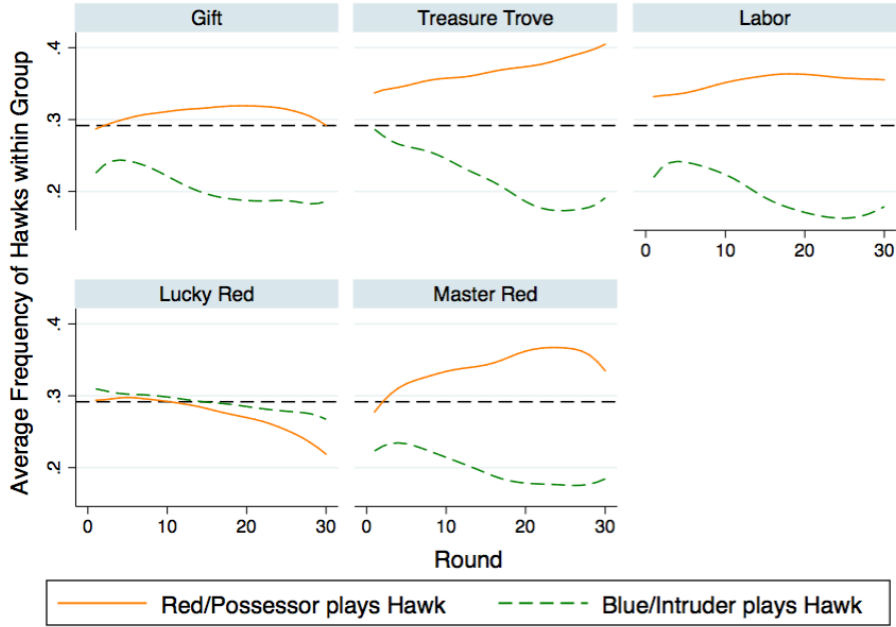 Gift
Treasure Trove
Labor
.4
.3
.2
0 10 20 30
Lucky Red
Master Red
.4
.3
.2
0 10 20 30
0 10 20 30
Average Frequency of Hawks within Group
Round
Red/Possessor plays Hawk
Blue/Intruder plays Hawk